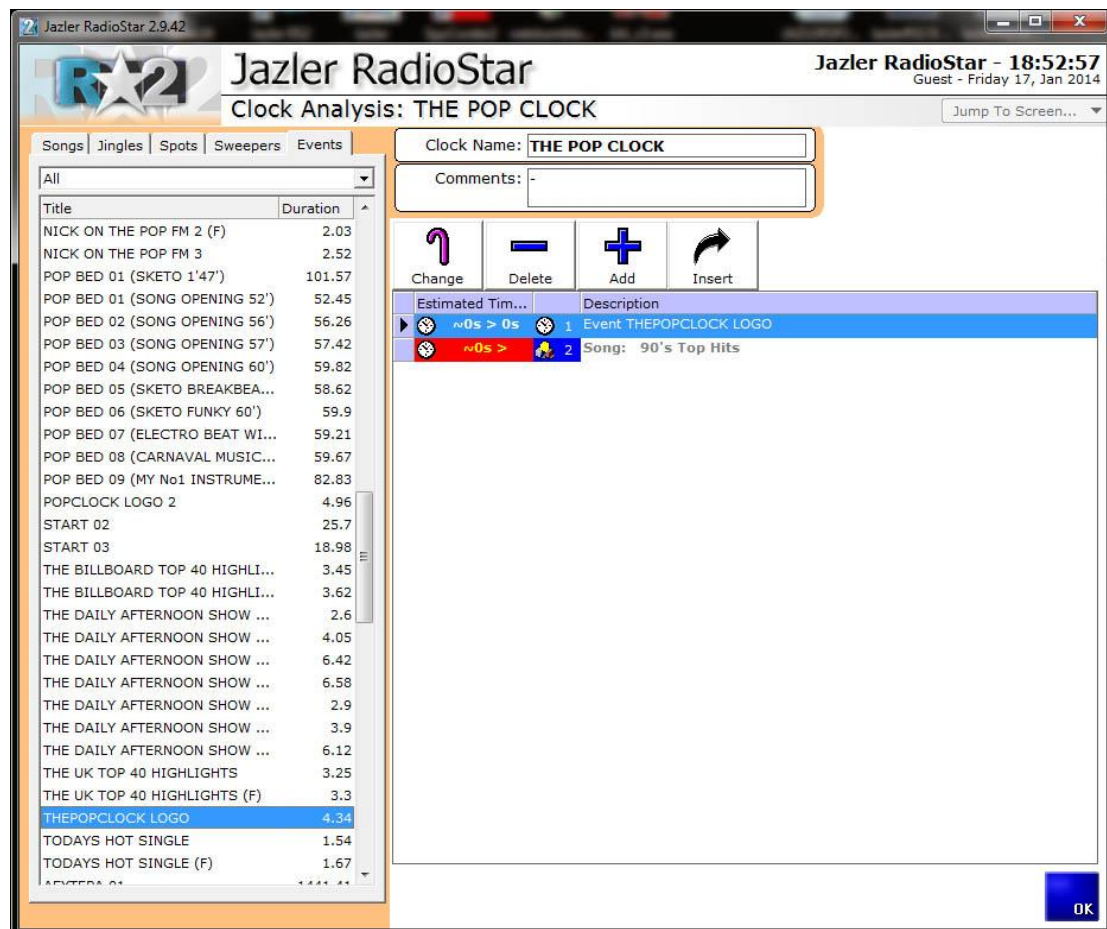 Jazler RadioStar 2.9.42
R 2
Jazler RadioStar
Jazler RadioStar - 18:52:57
Guest - Friday 17, Jan 2014
Clock Analysis: THE POP CLOCK
Jump To Screen...
Songs Jingles Spots Sweepers Events
All
Title Duration
NICK ON THE POP FM 2 (F) 2.03
NICK ON THE POP FM 3 2.52
POP BED 01 (SKETO 1'47') 101.57
POP BED 01 (SONG OPENING 52') 52.45
POP BED 02 (SONG OPENING 56') 56.26
POP BED 03 (SONG OPENING 57') 57.42
POP BED 04 (SONG OPENING 60') 59.82
POP BED 05 (SKETO BREAKBEA... 58.62
POP BED 06 (SKETO FUNKY 60') 59.9
POP BED 07 (ELECTRO BEAT WI... 59.21
POP BED 08 (CARNAVAL MUSIC... 59.67
POP BED 09 (MY No1 INSTRUME... 82.83
POPCLOCK LOGO 2 4.96
START 02 25.7
START 03 18.98
THE BILLBOARD TOP 40 HIGHLI... 3.45
THE BILLBOARD TOP 40 HIGHLI... 3.62
THE DAILY AFTERNOON SHOW ... 2.6
THE DAILY AFTERNOON SHOW ... 4.05
THE DAILY AFTERNOON SHOW ... 6.42
THE DAILY AFTERNOON SHOW ... 6.58
THE DAILY AFTERNOON SHOW ... 2.9
THE DAILY AFTERNOON SHOW ... 3.9
THE DAILY AFTERNOON SHOW ... 6.12
THE UK TOP 40 HIGHLIGHTS 3.25
THE UK TOP 40 HIGHLIGHTS (F) 3.3
THEPOPCLOCK LOGO 4.34
TODAYS HOT SINGLE 1.54
TODAYS HOT SINGLE (F) 1.67
Clock Name: THE POP CLOCK
Comments: -
Change Delete Add Insert
Estimated Tim... Description
~0s > 0s 1 Event THEPOPCLOCK LOGO
~0s > 2 Song: 90's Top Hits
OK